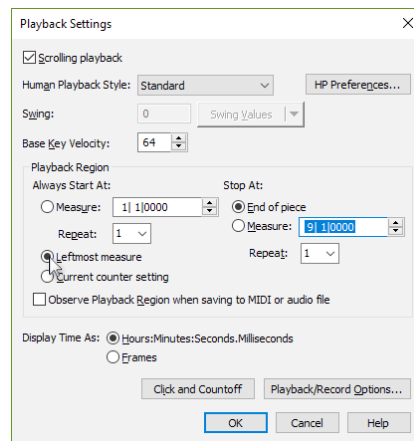 Playback Settings
Scrolling playback
Human Playback Style: Standard HP Preferences...
Swing: 0 Swing Values
Base Key Velocity: 64
Playback Region
Always Start At: Stop At:
Measure: 1| 1|0000 End of piece
Measure: 9| 1|0000
Repeat: 1
Leftmost measure Repeat: 1
Current counter setting
Observe Playback Region when saving to MIDI or audio file
Display Time As: Hours:Minutes:Seconds.Milliseconds
Frames
Click and Countoff Playback/Record Options...
OK Cancel Help